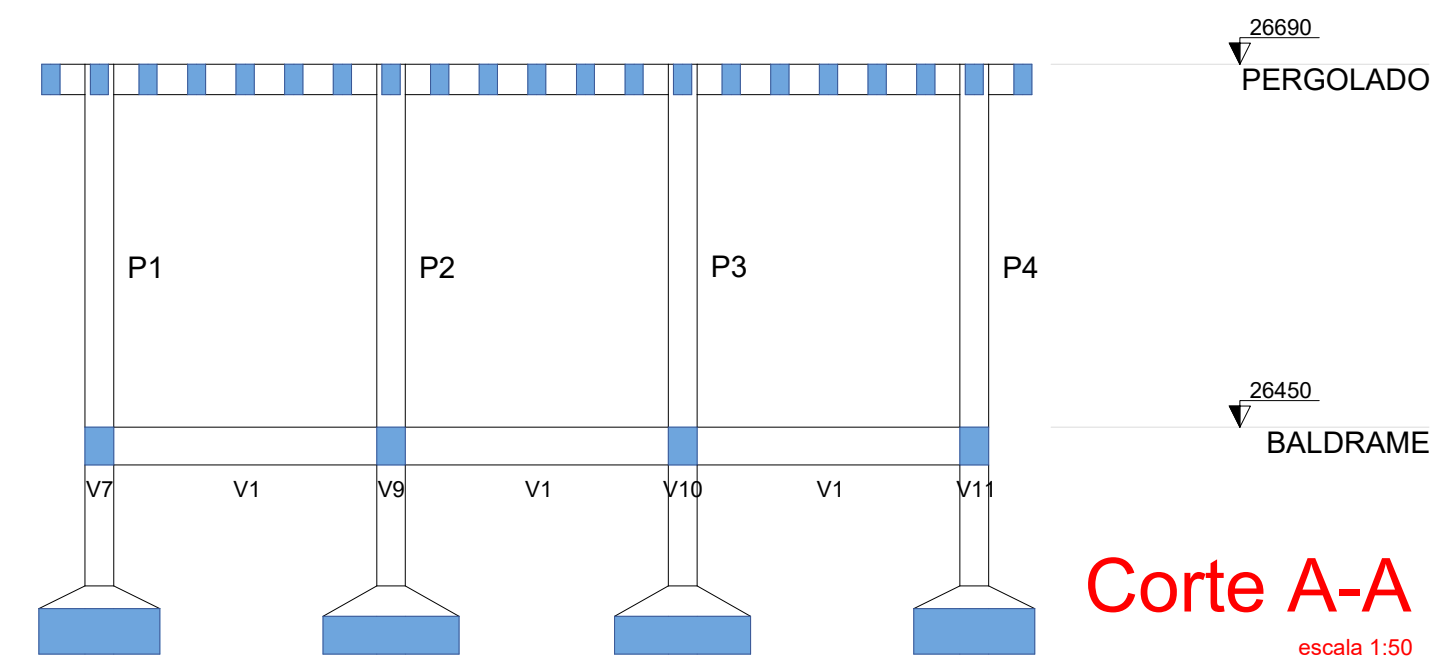 26690
PERGOLADO
P1
P2
P3
P4
26450
BALDRAME
V7
V1
V9
V1
V10
V1
V11
Corte A-A
escala 1:50